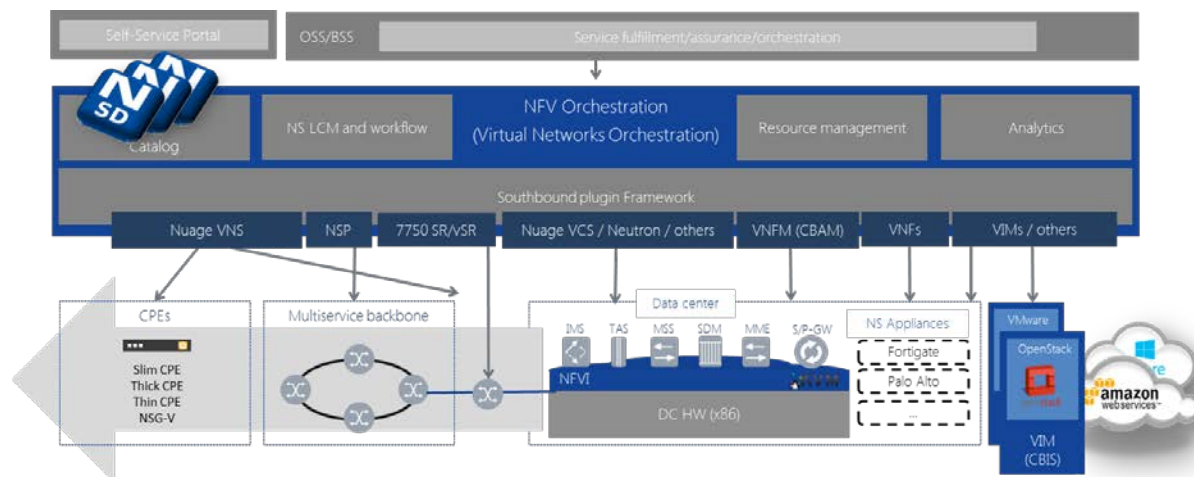 Self-Service Portal
OSS/BSS
Service fulfillment/assurance/orchestration
N
SD
Catalog
NS LCM and workflow
NFV Orchestration
(Virtual Networks Orchestration)
Resource management
Analytics
Southbound plugin Framework
Nuage VNS
NSP
7750 SR/vSR
Nuage VCS / Neutron / others
VNFM (CBAM)
VNFs
VIMs / others
CPEs
Slim CPE
Thick CPE
Thin CPE
NSG-V
Multiservice backbone
Data center
IMS
TAS
MSS
SDM
MME
S/P-GW
NFVI
KVM
DC HW (x86)
NS Appliances
Fortigate
Palo Alto
...
VMware
OpenStack
VIM
(CBIS)
amazon
webservices™